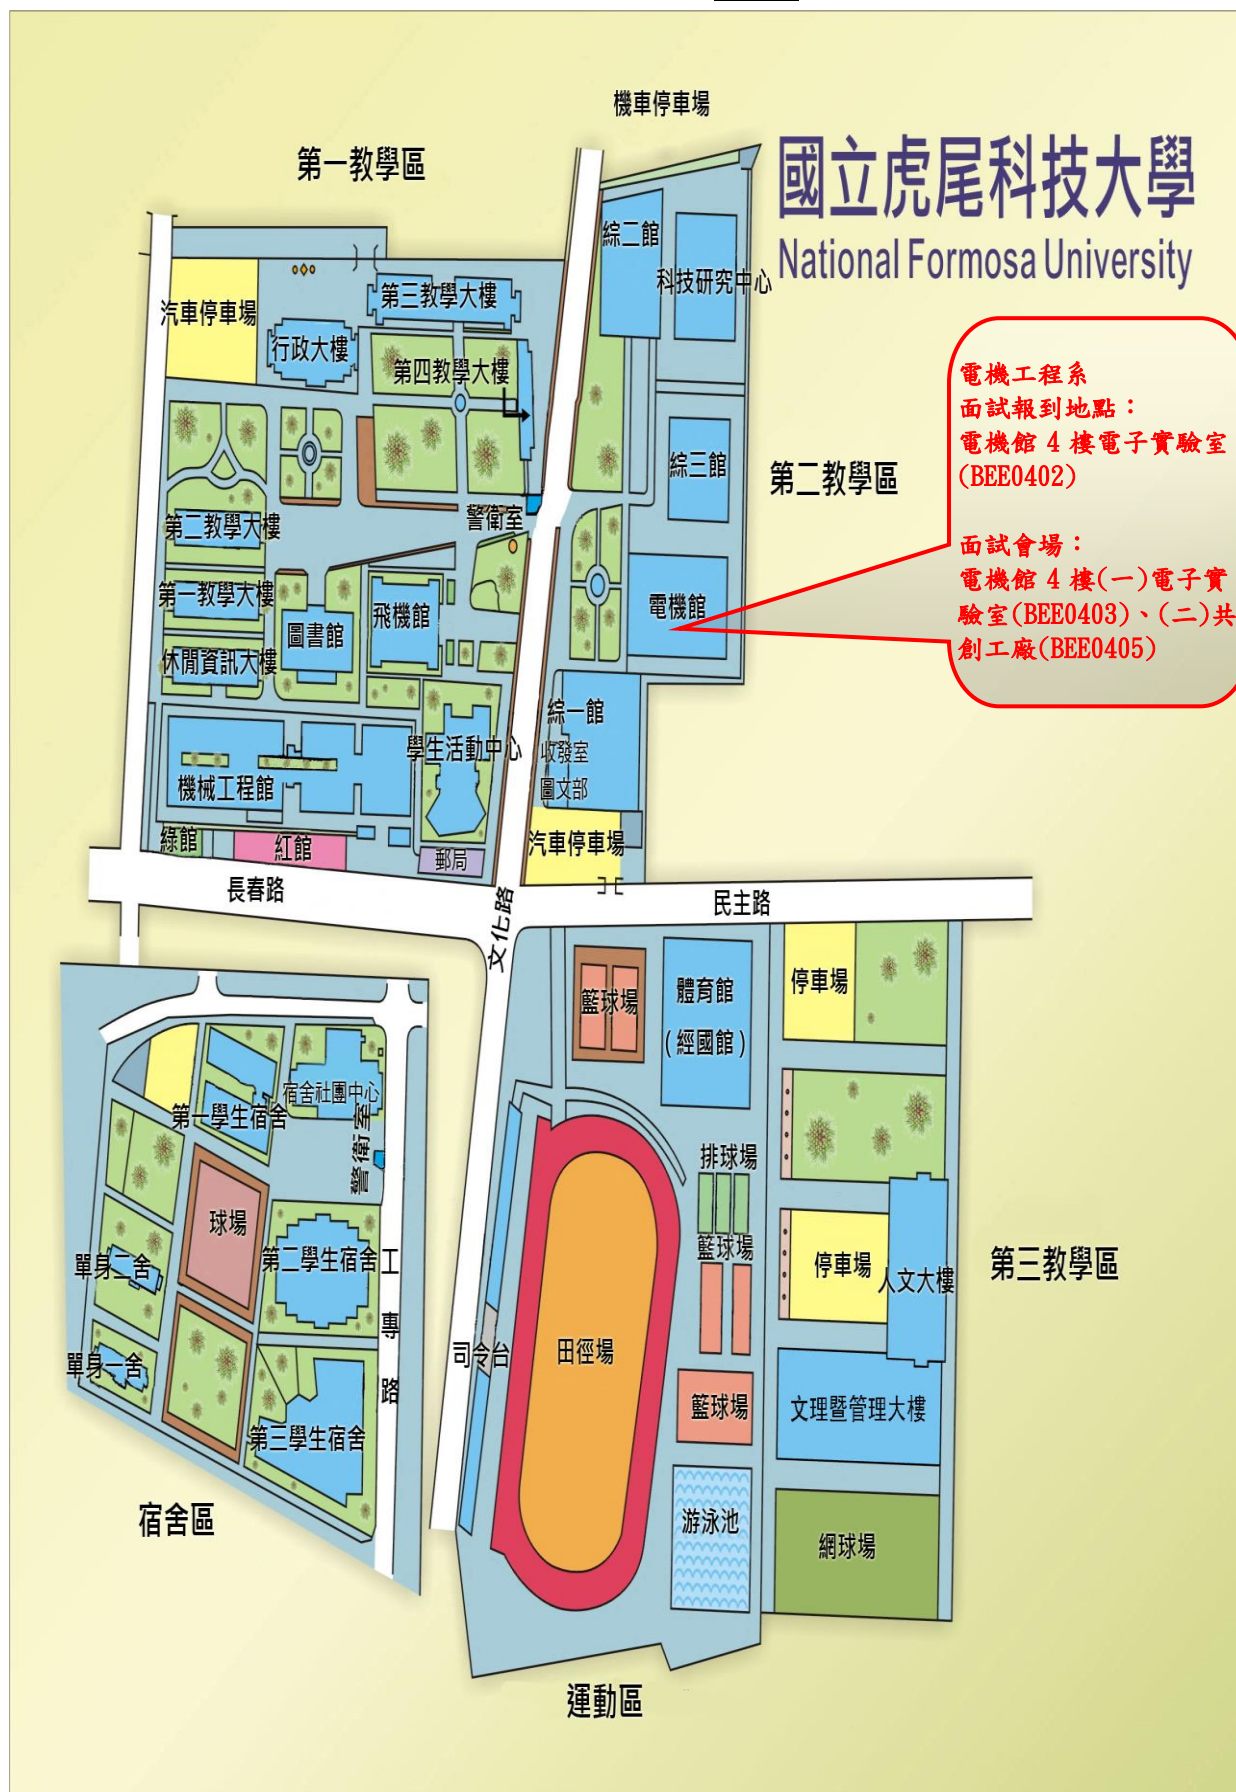 機車停車場
第一教學區
國立虎尾科技大學
National Formosa University
綜二館
科技研究中心
汽車停車場
第三教學大樓
行政大樓
第四教學大樓
電機工程系
面試報到地點：
電機館 4 樓電子實驗室
(BEE0402)
面試會場：
電機館 4 樓(一)電子實
驗室(BEE0403)、(二)共
創工廠(BEE0405)
綜三館
第二教學區
警衛室
第二教學大樓
第一教學大樓
圖書館
飛機館
電機館
休閒資訊大樓
綜一館
收發室
圖文部
學生活動中心
機械工程館
綠館
紅館
郵局
汽車停車場
長春路
文化路
民主路
籃球場
體育館
(經國館)
停車場
宿舍社團中心
第一學生宿舍
警衛室
排球場
球場
籃球場
第二學生宿舍
工專路
單身二舍
停車場
人文大樓
第三教學區
單身一舍
司令台
田徑場
籃球場
文理暨管理大樓
第三學生宿舍
宿舍區
游泳池
網球場
運動區